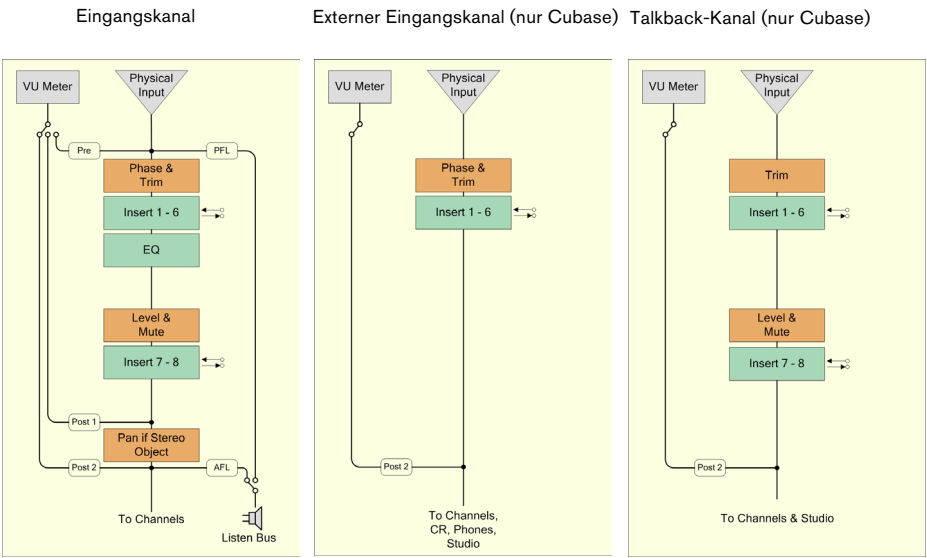 Eingangskanal
Externer Eingangskanal (nur Cubase)
Talkback-Kanal (nur Cubase)
VU Meter
Physical
Input
Pre
PFL
Phase &
Trim
Insert 1 - 6
EQ
Level &
Mute
Insert 7 - 8
Post 1
Pan if Stereo
Object
Post 2
AFL
To Channels
Listen Bus
VU Meter
Physical
Input
Phase &
Trim
Insert 1 - 6
Post 2
To Channels,
CR, Phones,
Studio
VU Meter
Physical
Input
Trim
Insert 1 - 6
Level &
Mute
Insert 7 - 8
Post 2
To Channels & Studio